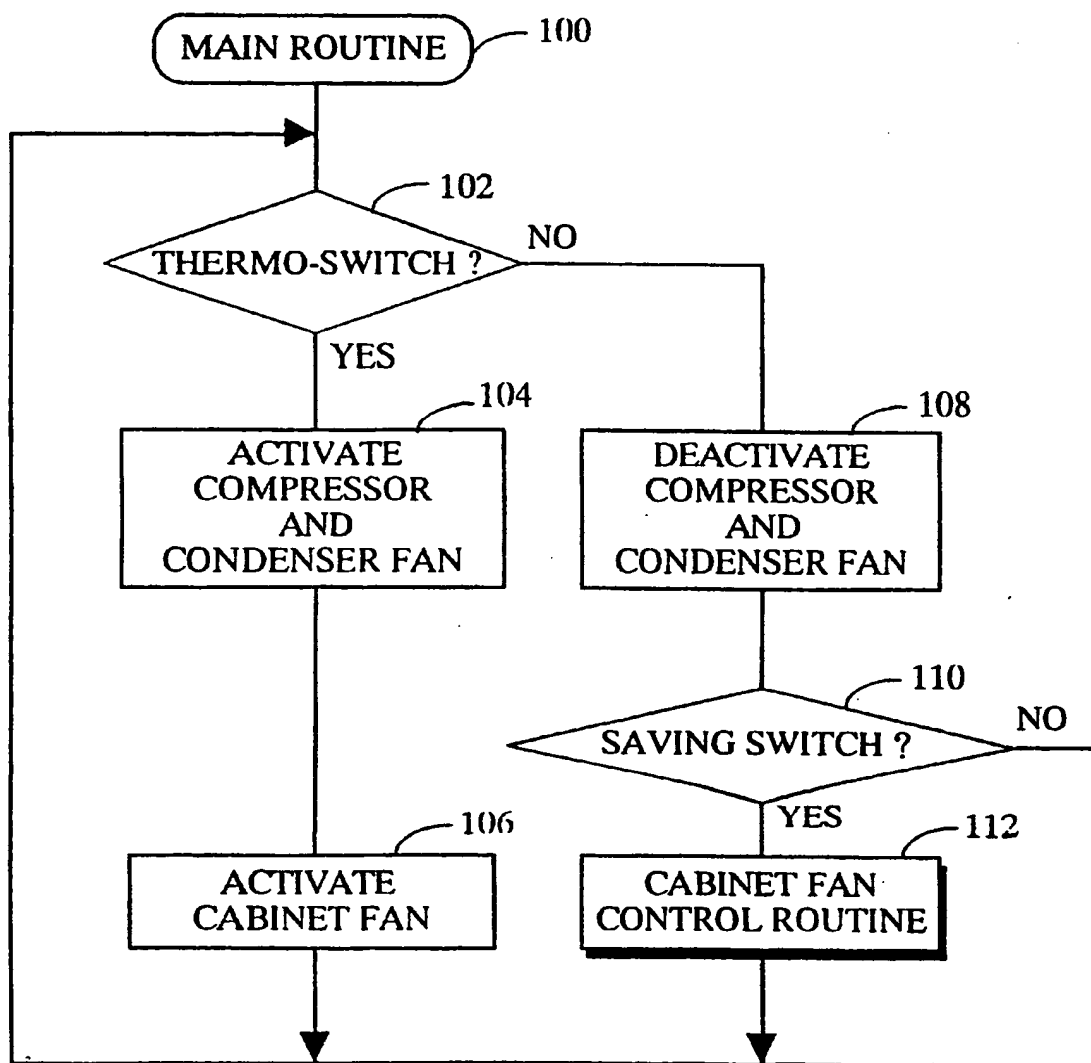 MAIN ROUTINE
100
102
THERMO-SWITCH ?
NO
YES
104
ACTIVATE
COMPRESSOR
AND
CONDENSER FAN
108
DEACTIVATE
COMPRESSOR
AND
CONDENSER FAN
110
SAVING SWITCH ?
NO
YES
106
ACTIVATE
CABINET FAN
112
CABINET FAN
CONTROL ROUTINE